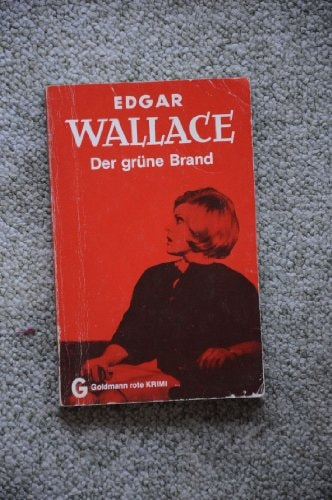 EDGAR
WALLACE
Der grüne Brand
G Goldmann rote KRIMI